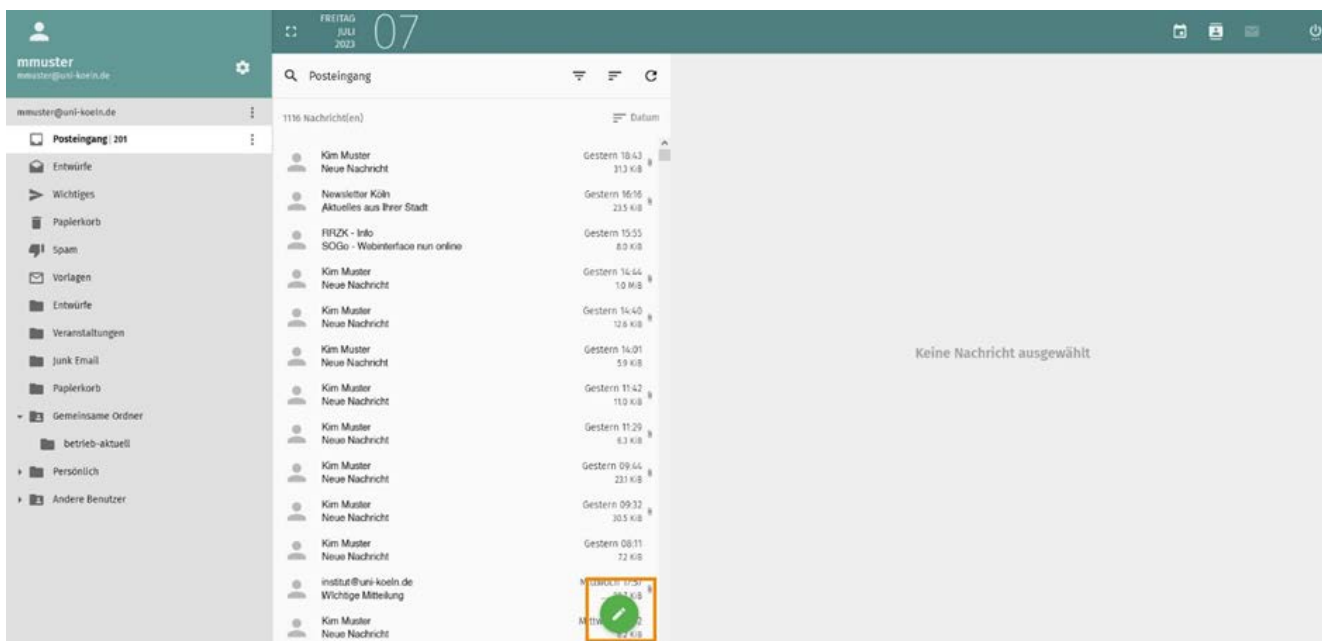 FREITAG
JULI
2023
07
mmuster
mmuster@uni-koeln.de
mmuster@uni-koeln.de
Posteingang | 201
Entwürfe
Wichtiges
Papierkorb
Spam
Vorlagen
Entwürfe
Veranstaltungen
Junk Email
Papierkorb
Gemeinsame Ordner
betrieb-aktuell
Persönlich
Andere Benutzer
Posteingang
1116 Nachricht(en)
Datum
Kim Muster Gestern 18:43
Neue Nachricht 31.3 KiB
Newsletter Köln Gestern 16:16
Aktuelles aus Ihrer Stadt 23.5 KiB
RRZK - Info Gestern 15:55
SOGo - Webinterface nun online 8.0 KiB
Kim Muster Gestern 14:44
Neue Nachricht 1.0 MiB
Kim Muster Gestern 14:40
Neue Nachricht 12.6 KiB
Kim Muster Gestern 14:01
Neue Nachricht 5.9 KiB
Kim Muster Gestern 11:42
Neue Nachricht 11.0 KiB
Kim Muster Gestern 11:29
Neue Nachricht 6.3 KiB
Kim Muster Gestern 09:44
Neue Nachricht 23.1 KiB
Kim Muster Gestern 09:32
Neue Nachricht 30.5 KiB
Kim Muster Gestern 08:11
Neue Nachricht 7.2 KiB
institut@uni-koeln.de Mittwoch 17:57
Wichtige Mitteilung KiB
Kim Muster
Neue Nachricht KiB
Keine Nachricht ausgewählt